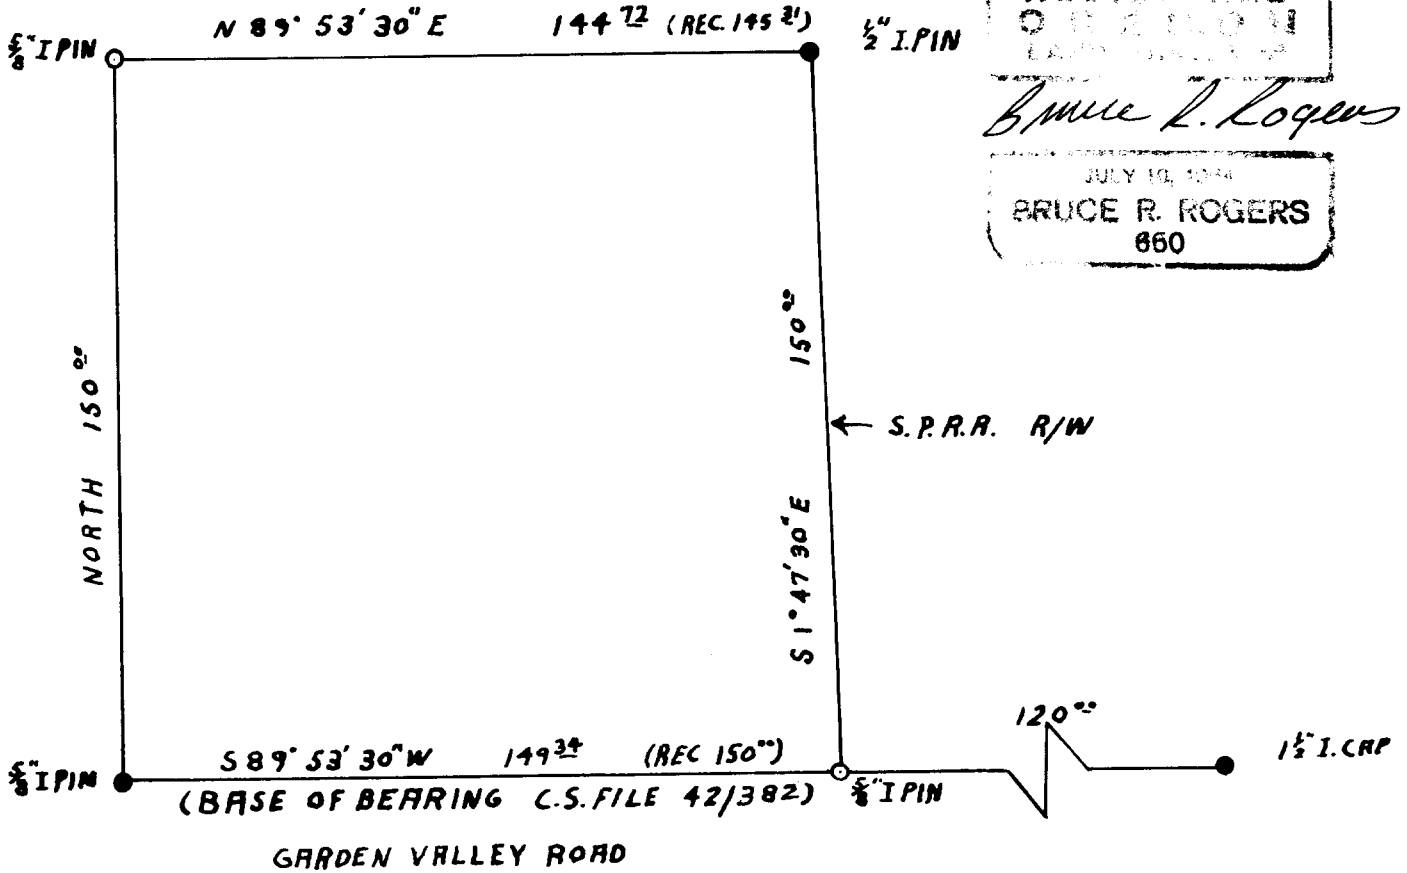 N 89° 53' 30" E 144 72 (REC. 145 21)
5/8" I PIN
1/2" I. PIN
OREGON
Bruce R. Rogers
JULY 10, 1964
BRUCE R. ROGERS
660
NORTH 150 00
150 00
S 1° 47' 30" E
S.P.R.R. R/W
120 00
1 1/2" I. CAP
S 89° 53' 30" W 149 34 (REC 150 00)
5/8" I PIN
5/8" I PIN
(BASE OF BEARING C.S. FILE 42/382)
GARDEN VALLEY ROAD